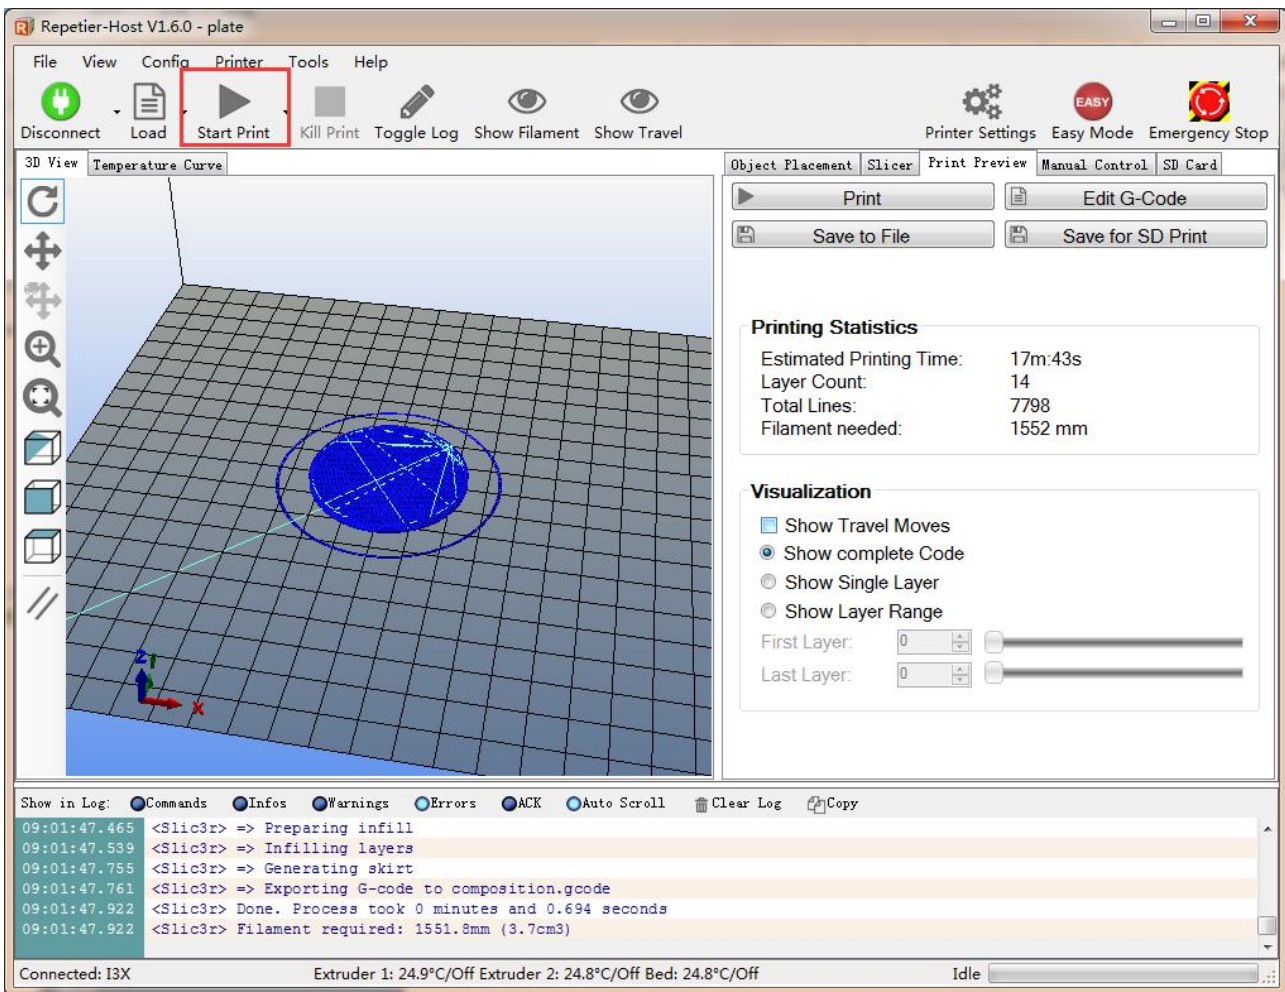 Repetier-Host V1.6.0 - plate
File View Config Printer Tools Help
Disconnect Load Start Print Kill Print Toggle Log Show Filament Show Travel Printer Settings EASY Easy Mode Emergency Stop
3D View Temperature Curve
Object Placement Slicer Print Preview Manual Control SD Card
Print Edit G-Code
Save to File Save for SD Print
Printing Statistics
Estimated Printing Time: 17m:43s
Layer Count: 14
Total Lines: 7798
Filament needed: 1552 mm
Visualization
Show Travel Moves
Show complete Code
Show Single Layer
Show Layer Range
First Layer: 0
Last Layer: 0
Z
X
Show in Log: Commands Infos Warnings Errors ACK Auto Scroll Clear Log Copy
09:01:47.465 <Slic3r> => Preparing infill
09:01:47.539 <Slic3r> => Infilling layers
09:01:47.755 <Slic3r> => Generating skirt
09:01:47.761 <Slic3r> => Exporting G-code to composition.gcode
09:01:47.922 <Slic3r> Done. Process took 0 minutes and 0.694 seconds
09:01:47.922 <Slic3r> Filament required: 1551.8mm (3.7cm3)
Connected: I3X Extruder 1: 24.9°C/Off Extruder 2: 24.8°C/Off Bed: 24.8°C/Off Idle